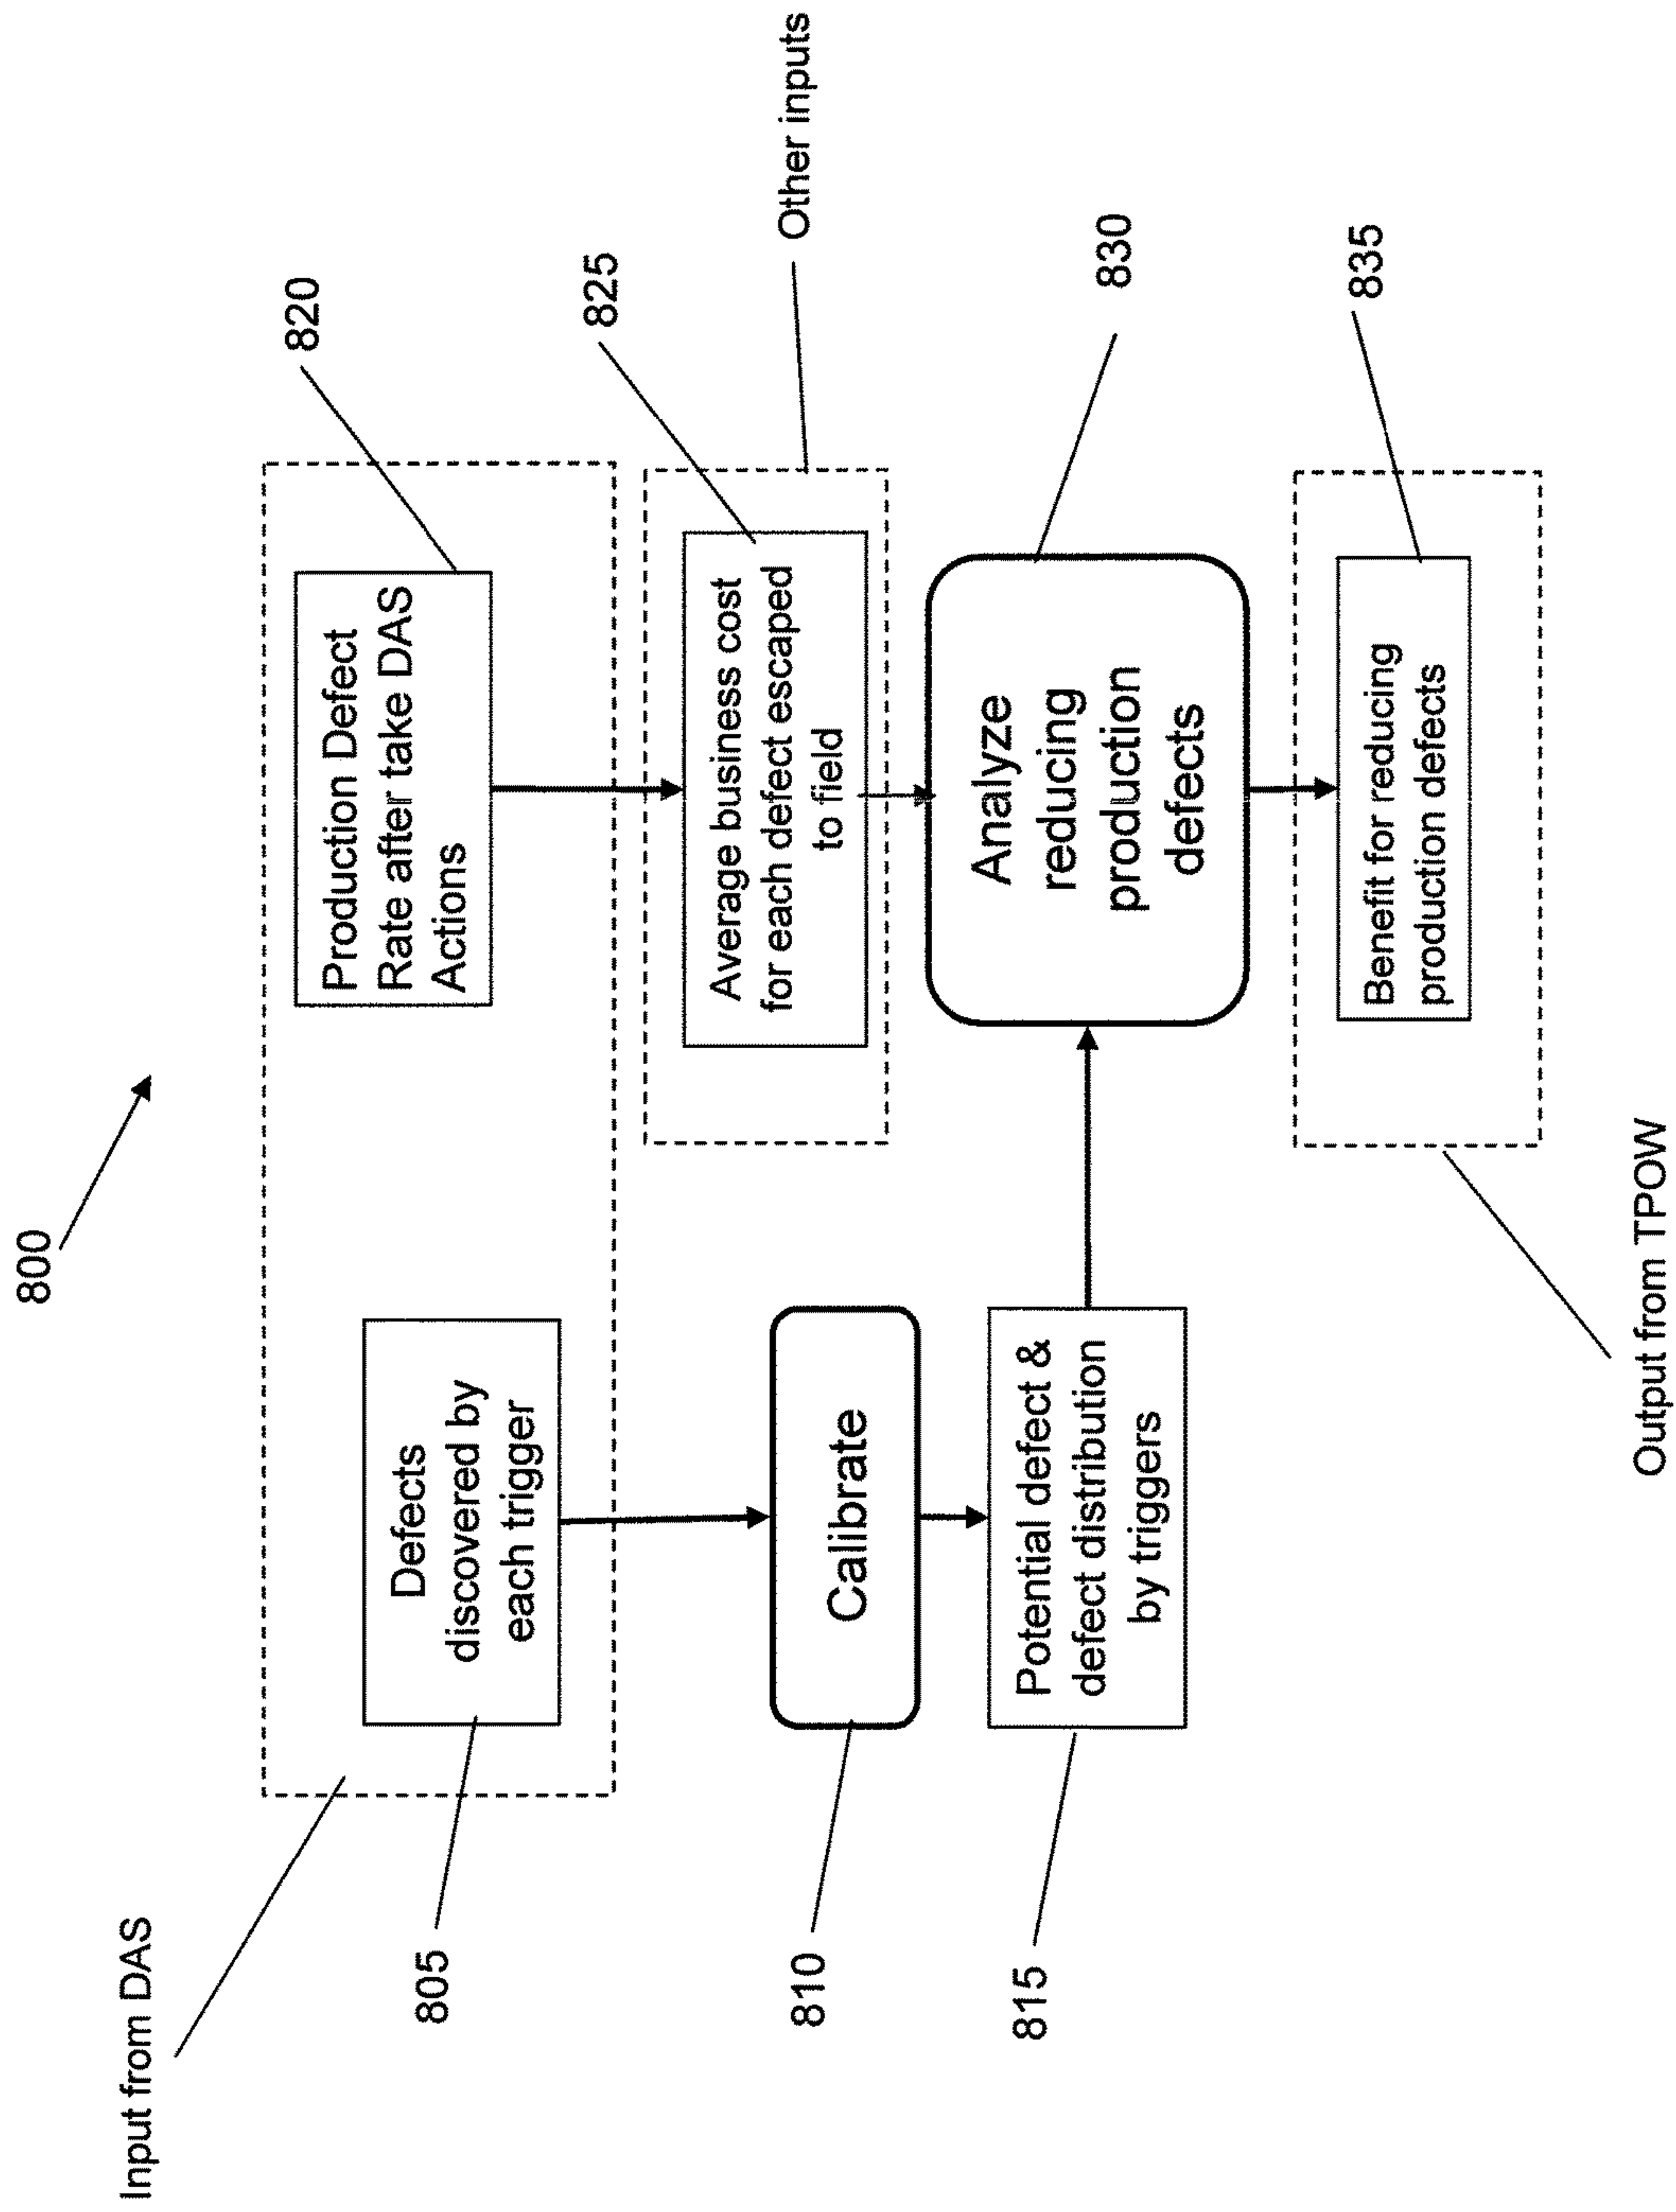 800
Input from DAS
805
Defects
discovered by
each trigger
820
Production Defect
Rate after take DAS
Actions
825
Average business cost
for each defect escaped
to field
Other inputs
810
Calibrate
815
Potential defect &
defect distribution
by triggers
830
Analyze
reducing
production
defects
835
Benefit for reducing
production defects
Output from TPOW